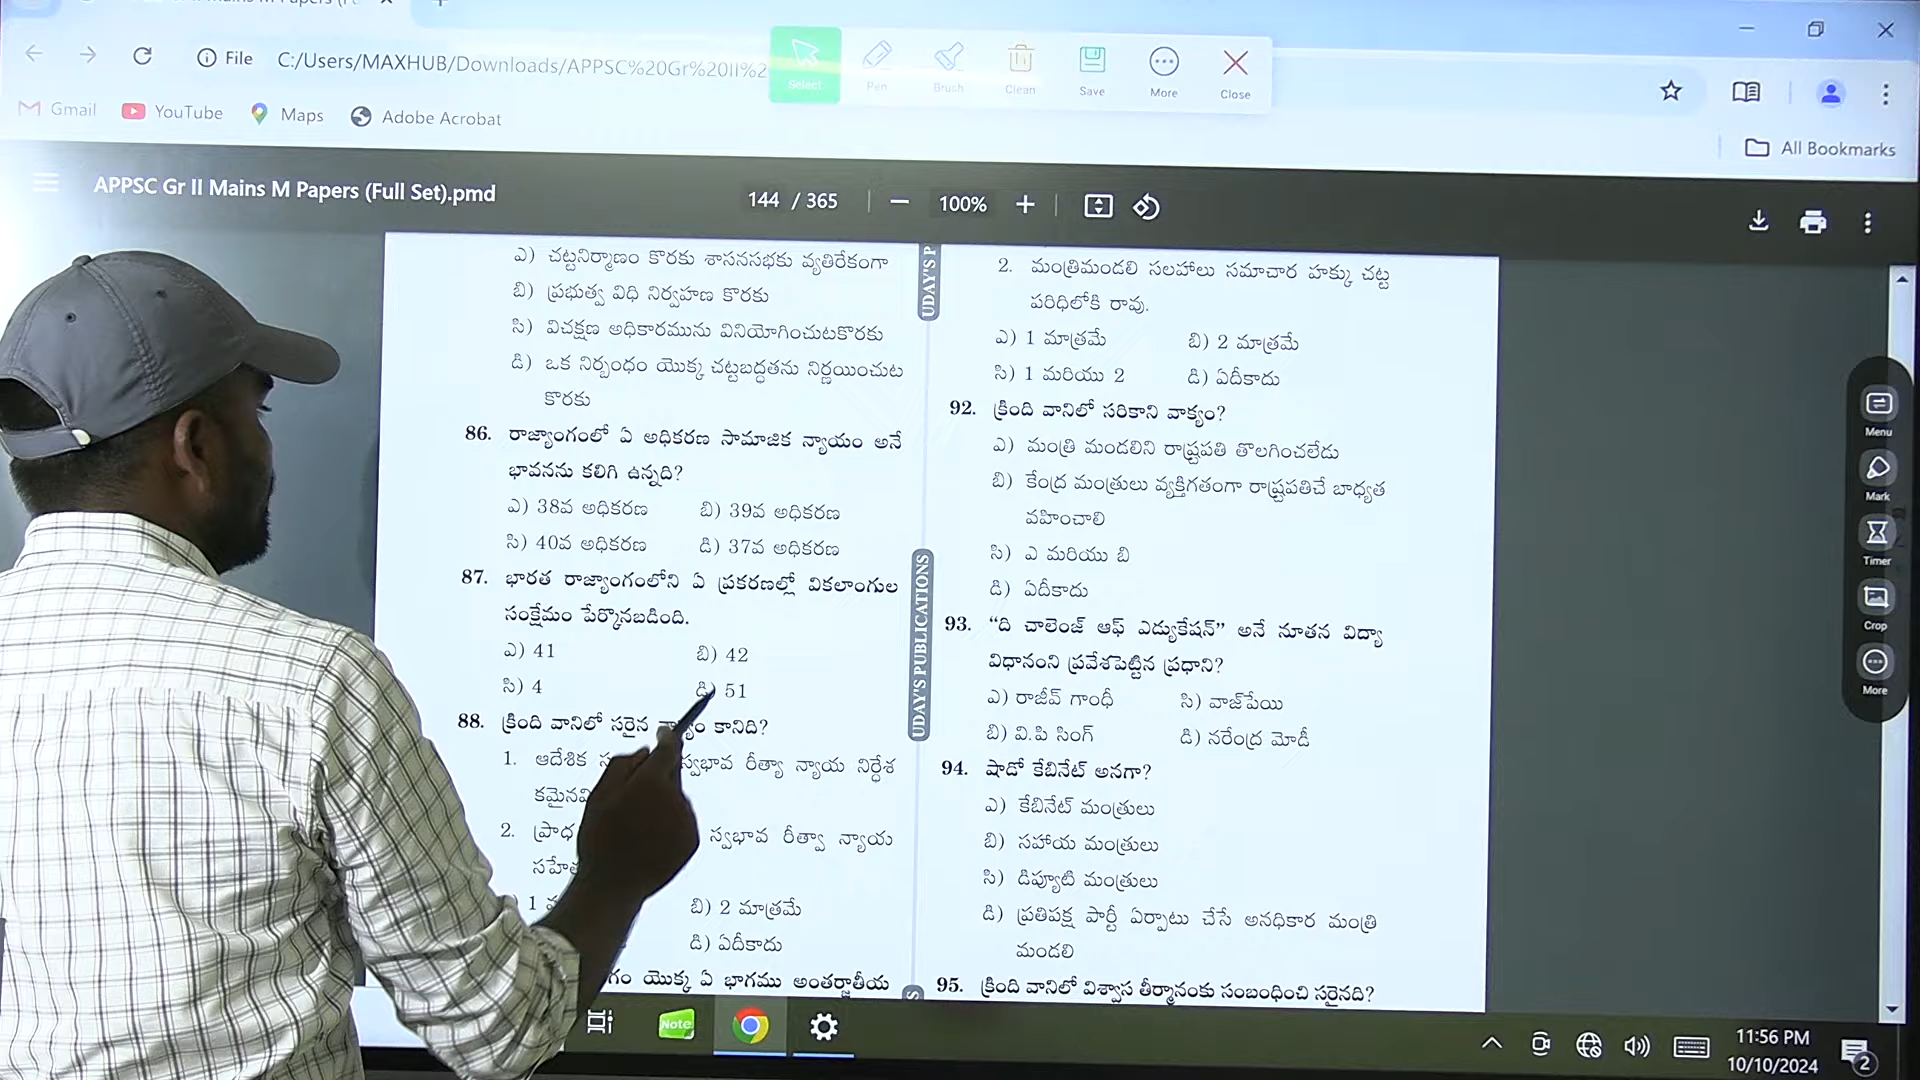 M Papers (
File C:/Users/MAXHUB/Downloads/APPSC%20Gr%20II%2
Select Pen Brush Clean Save More Close
Gmail YouTube Maps Adobe Acrobat
All Bookmarks
APPSC Gr II Mains M Papers (Full Set).pmd
144 / 365
100%
ఎ) చట్టనిర్మాణం కొరకు శాసనసభకు వ్యతిరేకంగా
బి) ప్రభుత్వ విధి నిర్వహణ కొరకు
సి) విచక్షణ అధికారమును వినియోగించుటకొరకు
డి) ఒక నిర్బంధం యొక్క చట్టబద్ధతను నిర్ణయించుట
కొరకు
86. రాజ్యాంగంలో ఏ అధికరణ సామాజిక న్యాయం అనే
భావనను కలిగి ఉన్నది?
ఎ) 38వ అధికరణ బి) 39వ అధికరణ
సి) 40వ అధికరణ డి) 37వ అధికరణ
87. భారత రాజ్యాంగంలోని ఏ ప్రకరణల్లో వికలాంగుల
సంక్షేమం పేర్కొనబడింది.
ఎ) 41 బి) 42
సి) 4 డి) 51
88. క్రింది వానిలో సరైన కానిది?
1. ఆదేశిక స్వభావ రీత్యా న్యాయ నిర్ధేశ
కమైనవి
2. ప్రాధ స్వభావ రీత్వా న్యాయ
సహేత
1 బి) 2 మాత్రమే
డి) ఏదీకాదు
గం యొక్క ఏ భాగము అంతర్జాతీయ
UDAY'S P
UDAY'S PUBLICATIONS
S
2. మంత్రిమండలి సలహాలు సమాచార హక్కు చట్ట
పరిధిలోకి రావు.
ఎ) 1 మాత్రమే బి) 2 మాత్రమే
సి) 1 మరియు 2 డి) ఏదీకాదు
92. క్రింది వానిలో సరికాని వాక్యం?
ఎ) మంత్రి మండలిని రాష్ట్రపతి తొలగించలేడు
బి) కేంద్ర మంత్రులు వ్యక్తిగతంగా రాష్ట్రపతిచే బాధ్యత
వహించాలి
సి) ఎ మరియు బి
డి) ఏదీకాదు
93. “ది చాలెంజ్ ఆఫ్ ఎడ్యుకేషన్” అనే నూతన విద్యా
విధానంని ప్రవేశపెట్టిన ప్రధాని?
ఎ) రాజీవ్ గాంధీ సి) వాజ్‌పేయి
బి) వి.పి సింగ్ డి) నరేంద్ర మోడీ
94. షాడో కేబినేట్ అనగా?
ఎ) కేబినేట్ మంత్రులు
బి) సహాయ మంత్రులు
సి) డిప్యూటి మంత్రులు
డి) ప్రతిపక్ష పార్టీ ఏర్పాటు చేసే అనధికార మంత్రి
మండలి
95. క్రింది వానిలో విశ్వాస తీర్మానంకు సంబంధించి సరైనది?
Menu
Mark
Timer
Crop
More
Note
11:56 PM
10/10/2024
2